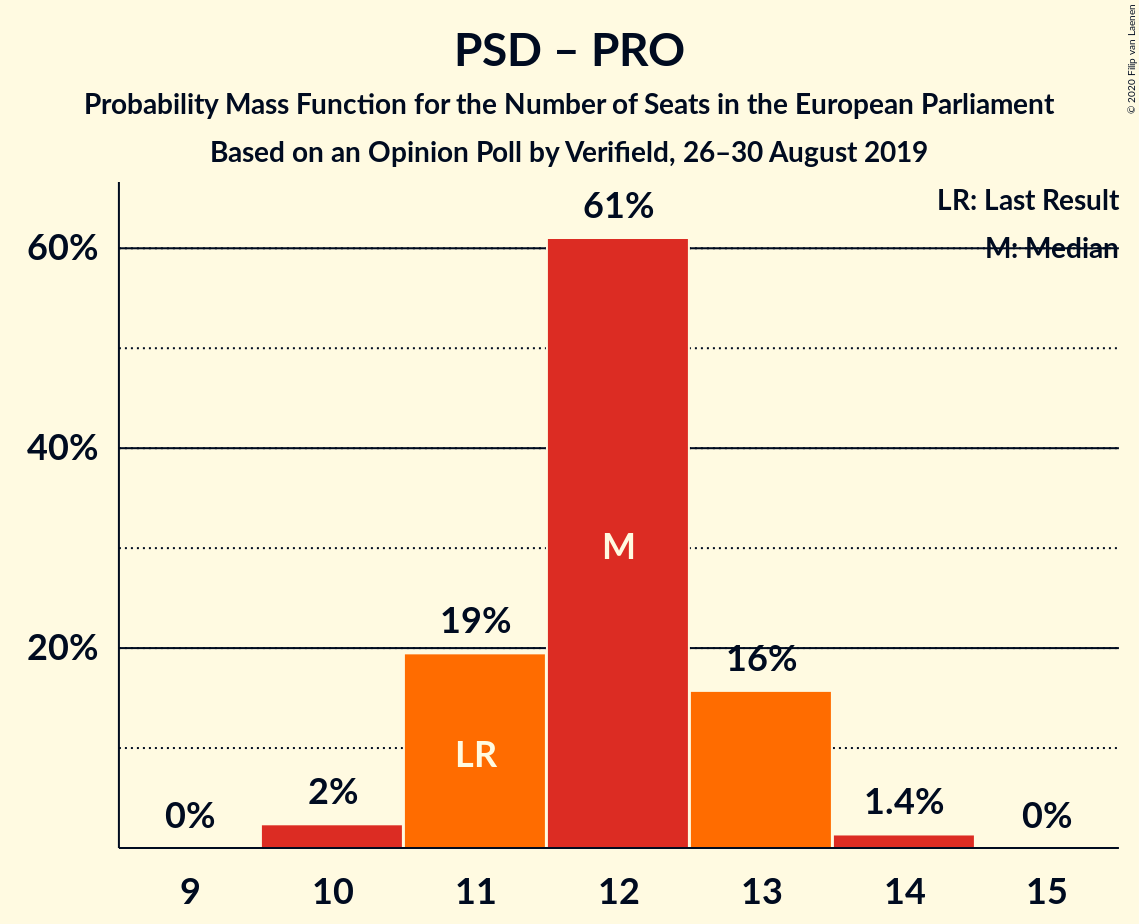 PSD – PRO
Probability Mass Function for the Number of Seats in the European Parliament
Based on an Opinion Poll by Verifield, 26–30 August 2019
© 2020 Filip van Laenen
LR: Last Result
M: Median
60%
40%
20%
0%
2%
19%
61%
16%
1.4%
0%
LR
M
9 10 11 12 13 14 15